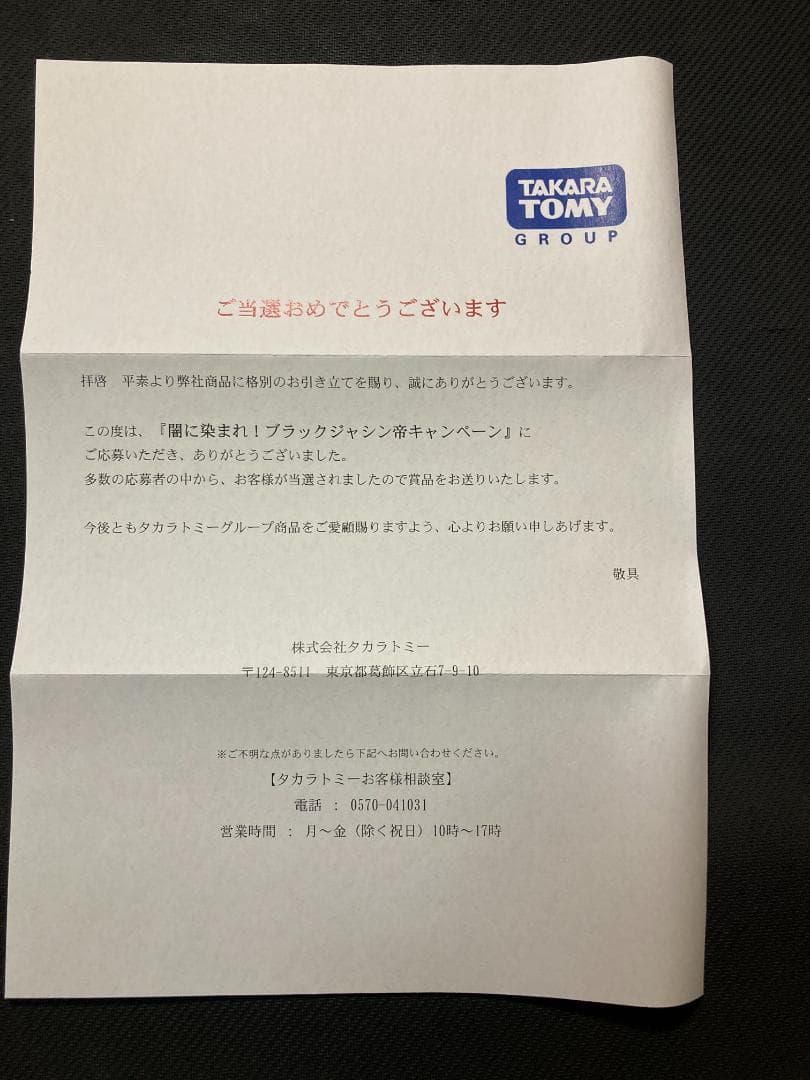 TAKARA
TOMY
GROUP
ご当選おめでとうございます
拝啓　平素より弊社商品に格別のお引き立てを賜り、誠にありがとうございます。
この度は、『闇に染まれ！ブラックジャシン帝キャンペーン』に
ご応募いただき、ありがとうございました。
多数の応募者の中から、お客様が当選されましたので賞品をお送りいたします。
今後ともタカラトミーグループ商品をご愛顧賜りますよう、心よりお願い申しあげます。
敬具
株式会社タカラトミー
〒124-8511　東京都葛飾区立石7-9-10
※ご不明な点がありましたら下記へお問い合わせください。
【タカラトミーお客様相談室】
電話　：　0570-041031
営業時間　：　月～金（除く祝日）10時～17時